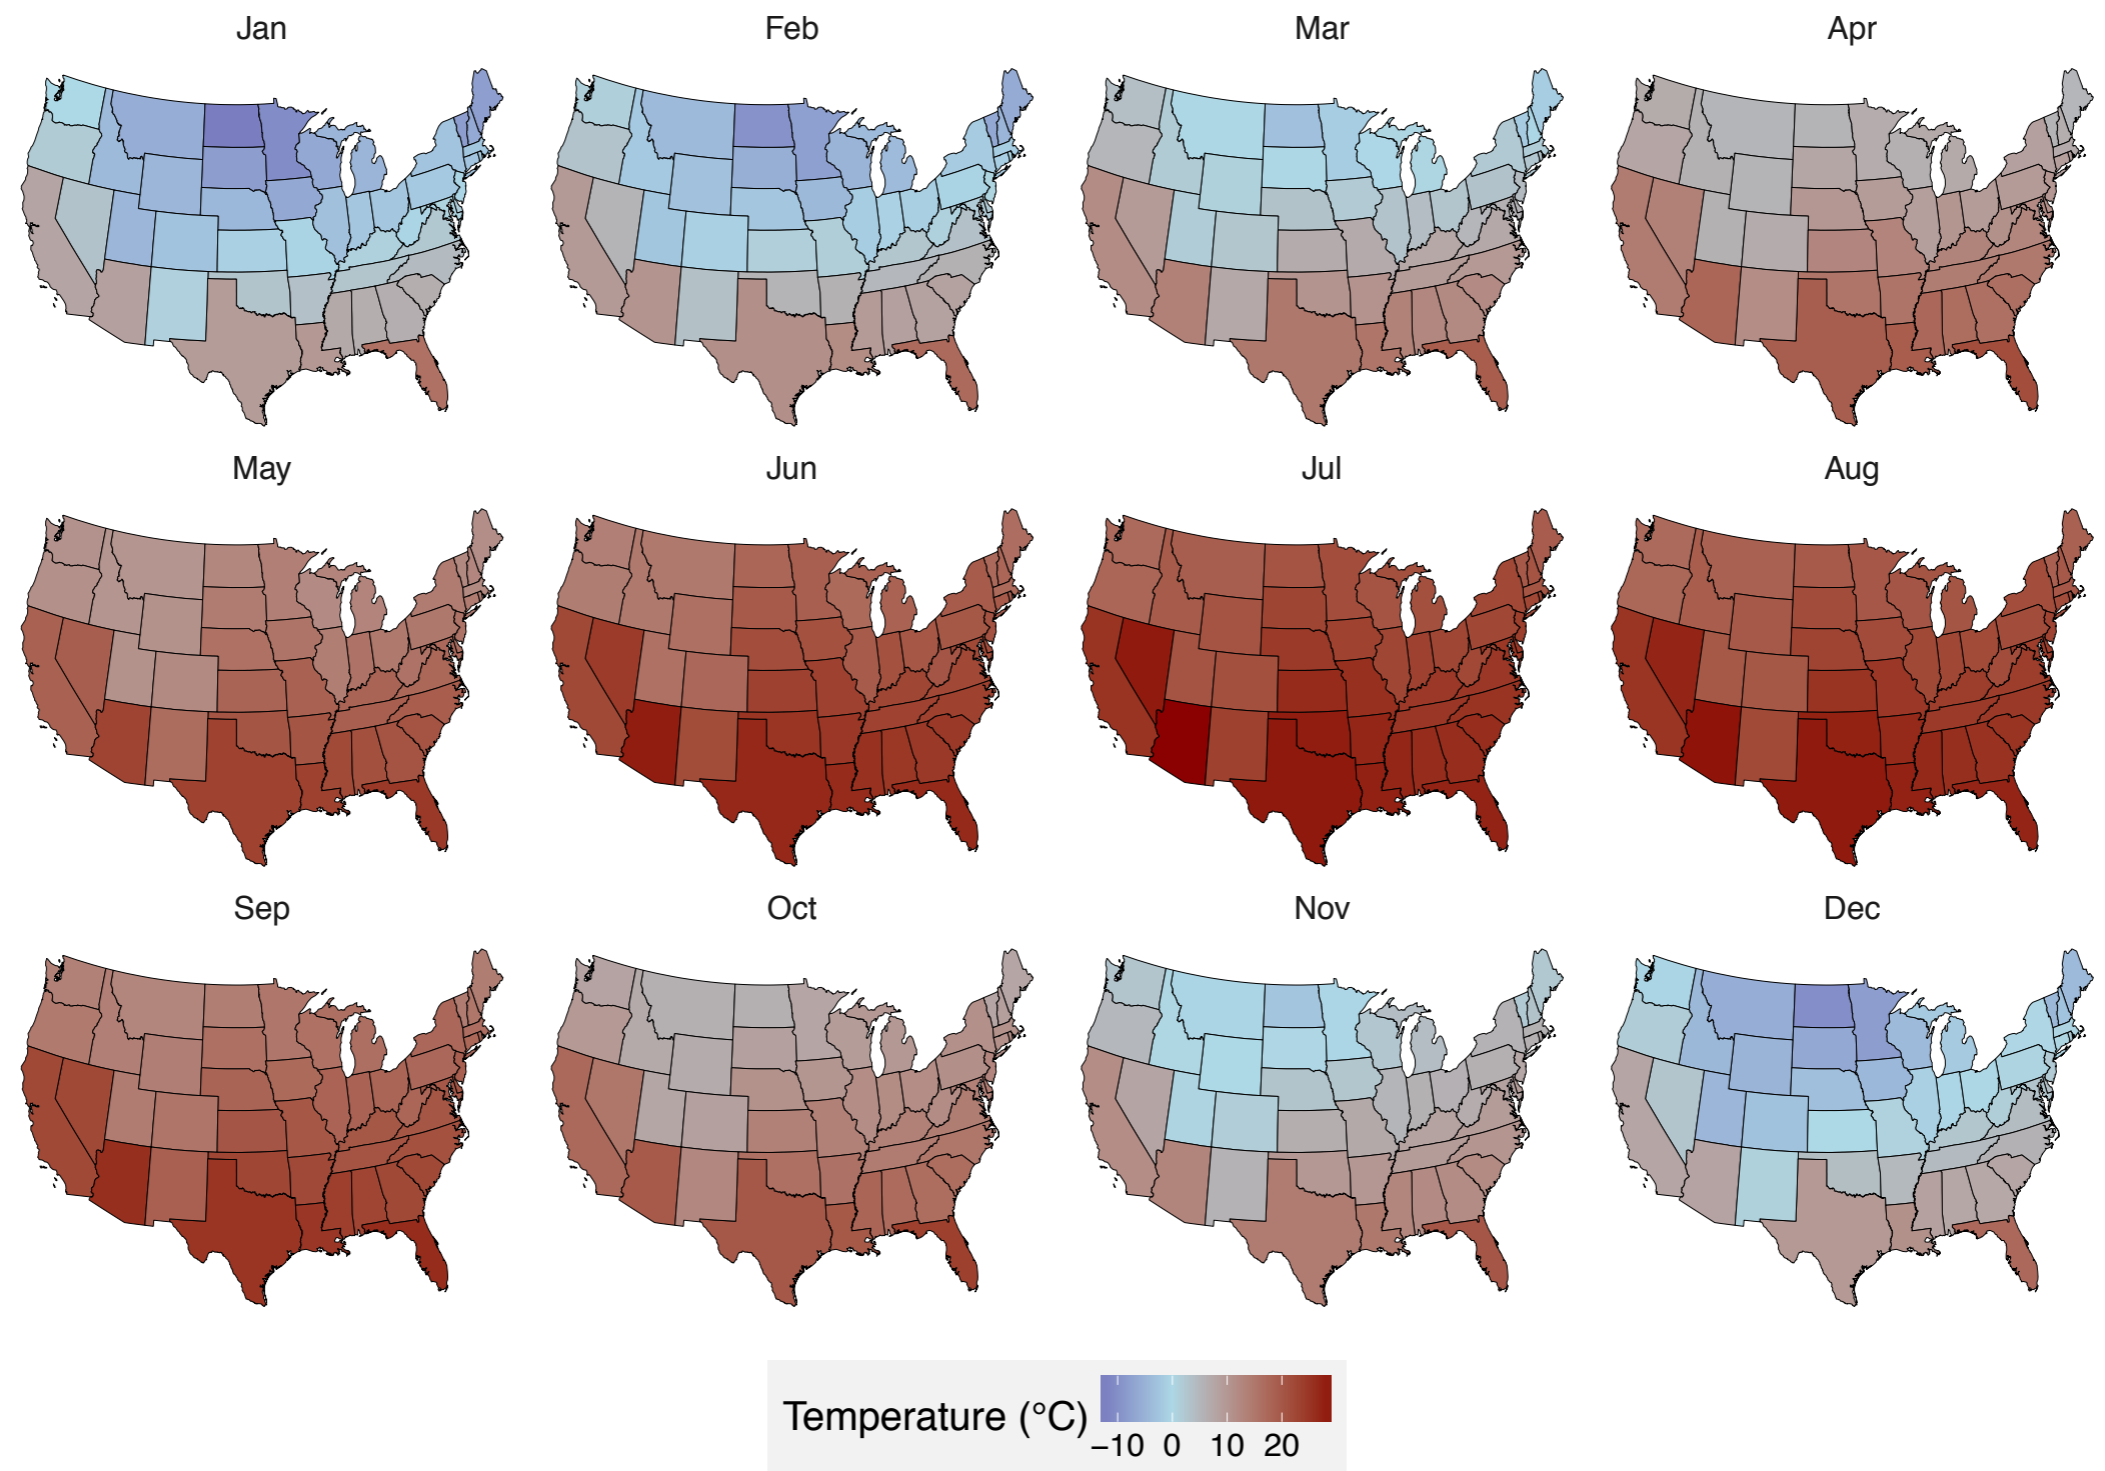 Jan
Feb
Mar
Apr
May
Jun
Jul
Aug
Sep
Oct
Nov
Dec
Temperature (°C)
−10 0 10 20